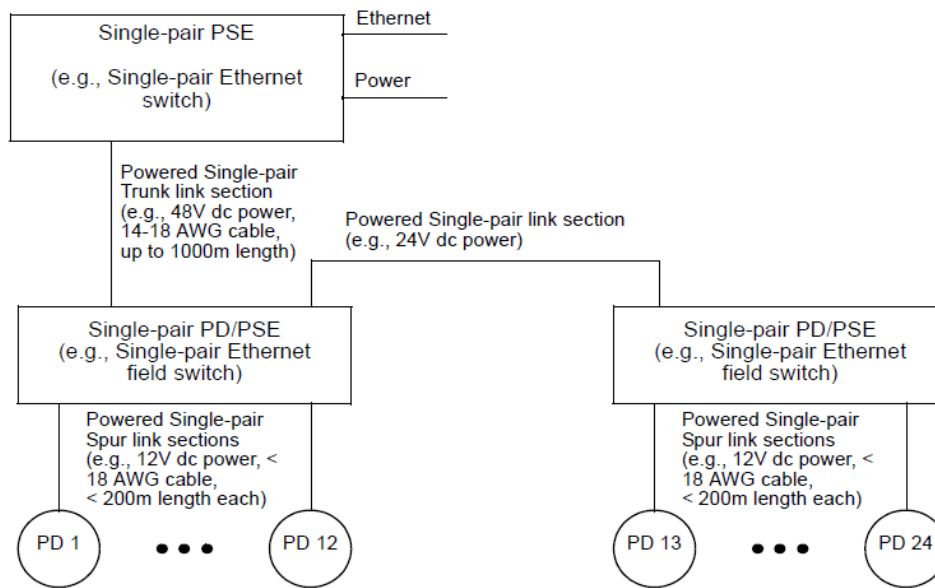 Single-pair PSE
(e.g., Single-pair Ethernet
switch)
Ethernet
Power
Powered Single-pair
Trunk link section
(e.g., 48V dc power,
14-18 AWG cable,
up to 1000m length)
Powered Single-pair link section
(e.g., 24V dc power)
Single-pair PD/PSE
(e.g., Single-pair Ethernet
field switch)
Single-pair PD/PSE
(e.g., Single-pair Ethernet
field switch)
Powered Single-pair
Spur link sections
(e.g., 12V dc power, <
18 AWG cable,
< 200m length each)
Powered Single-pair
Spur link sections
(e.g., 12V dc power, <
18 AWG cable,
< 200m length each)
PD 1
PD 12
PD 13
PD 24